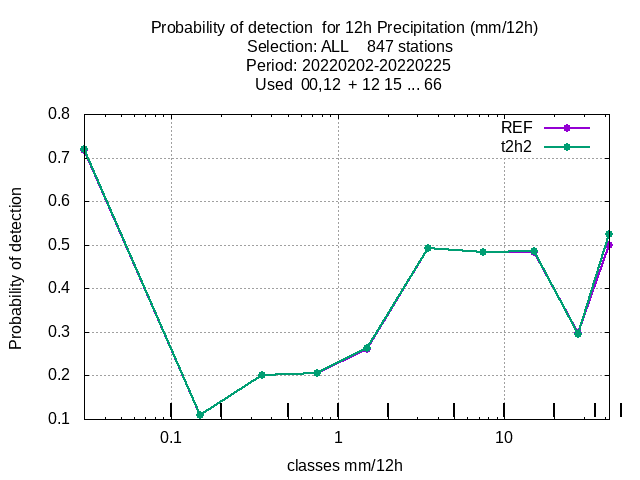 Probability of detection  for 12h Precipitation (mm/12h)
Selection: ALL    847 stations
Period: 20220202-20220225
Used  00,12  + 12 15 ... 66
REF
t2h2
Probability of detection
0.8
0.7
0.6
0.5
0.4
0.3
0.2
0.1
0.1 1 10
classes mm/12h